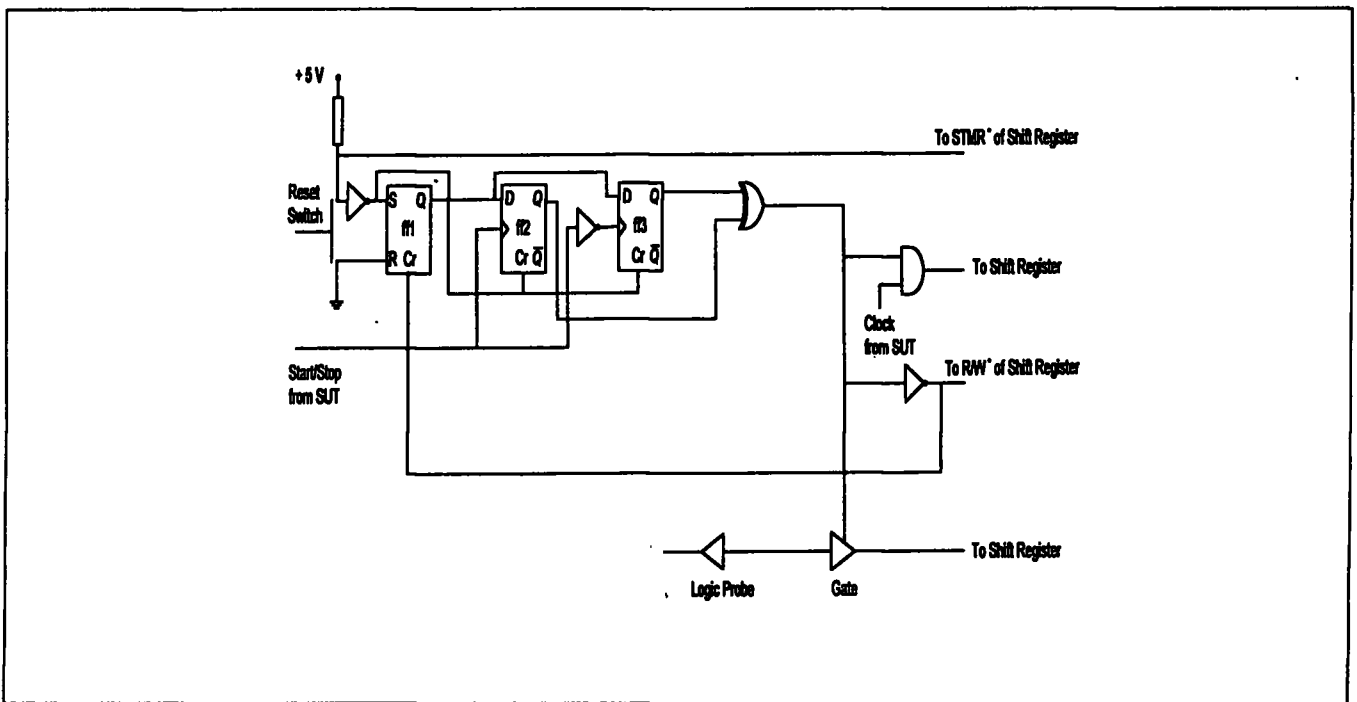 +5 V
To STMR* of Shift Register
Reset
Switch
S Q
ff1
R Cr
D Q
ff2
Cr Q̅
D Q
ff3
Cr Q̅
To Shift Register
Clock
from SUT
Start/Stop
from SUT
To R/W* of Shift Register
To Shift Register
Logic Probe
Gate